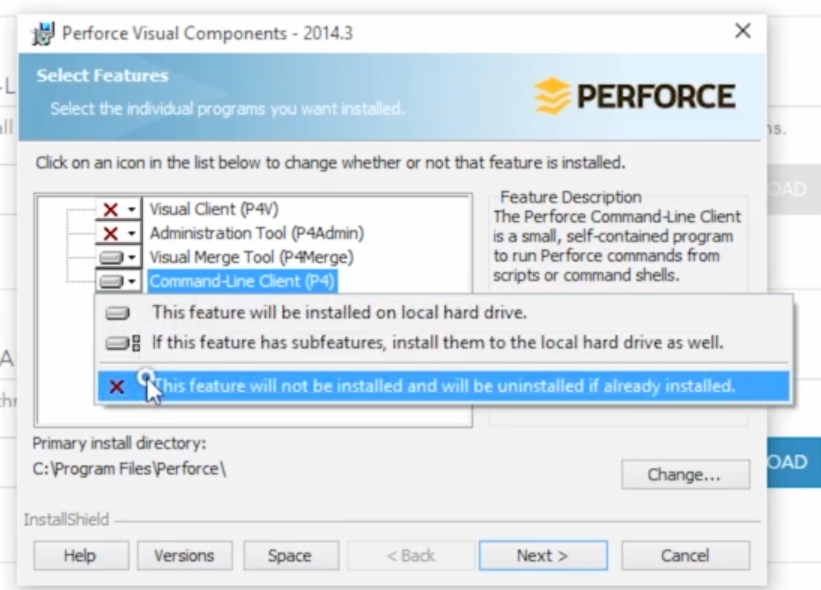 Perforce Visual Components - 2014.3
Select Features
Select the individual programs you want installed.
PERFORCE
Click on an icon in the list below to change whether or not that feature is installed.
Visual Client (P4V)
Administration Tool (P4Admin)
Visual Merge Tool (P4Merge)
Command-Line Client (P4)
Feature Description
The Perforce Command-Line Client
is a small, self-contained program
to run Perforce commands from
scripts or command shells.
This feature will be installed on local hard drive.
If this feature has subfeatures, install them to the local hard drive as well.
This feature will not be installed and will be uninstalled if already installed.
Primary install directory:
C:\Program Files\Perforce\
Change...
InstallShield
Help
Versions
Space
< Back
Next >
Cancel